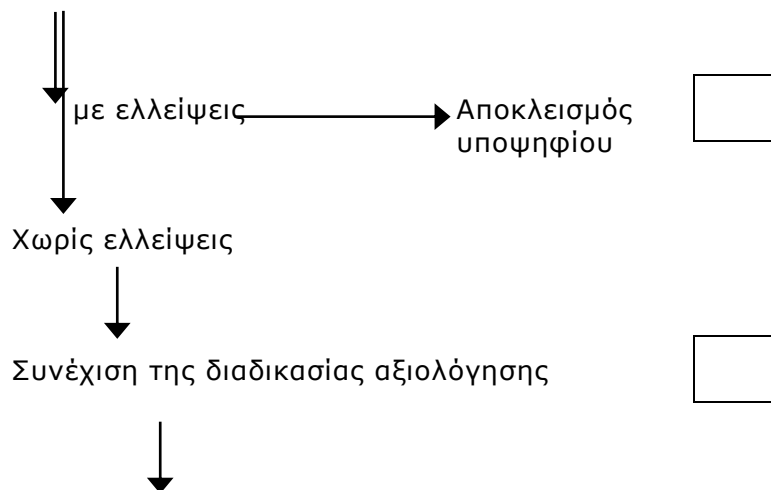 με ελλείψεις
Αποκλεισμός
υποψηφίου
Χωρίς ελλείψεις
Συνέχιση της διαδικασίας αξιολόγησης